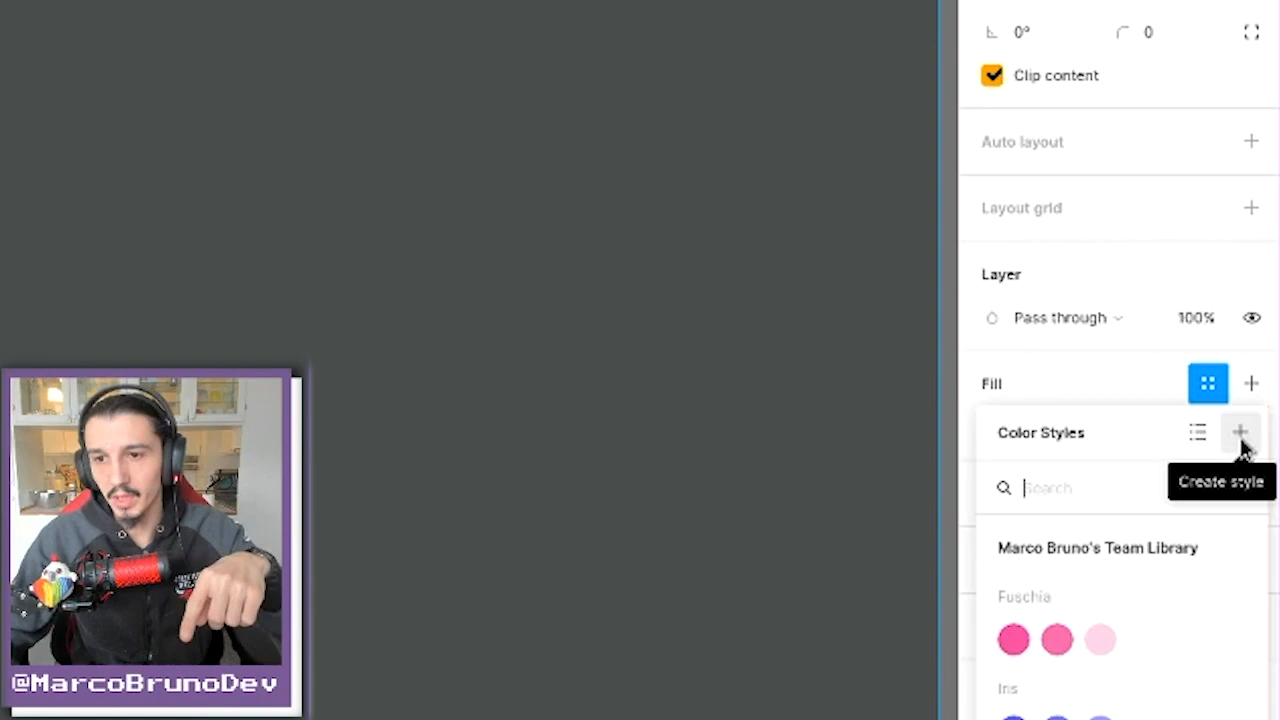 0°
0
Clip content
Auto layout
Layout grid
Layer
Pass through
100%
Fill
Color Styles
Search
Create style
Marco Bruno's Team Library
Fuschia
Iris
@MarcoBrunoDev